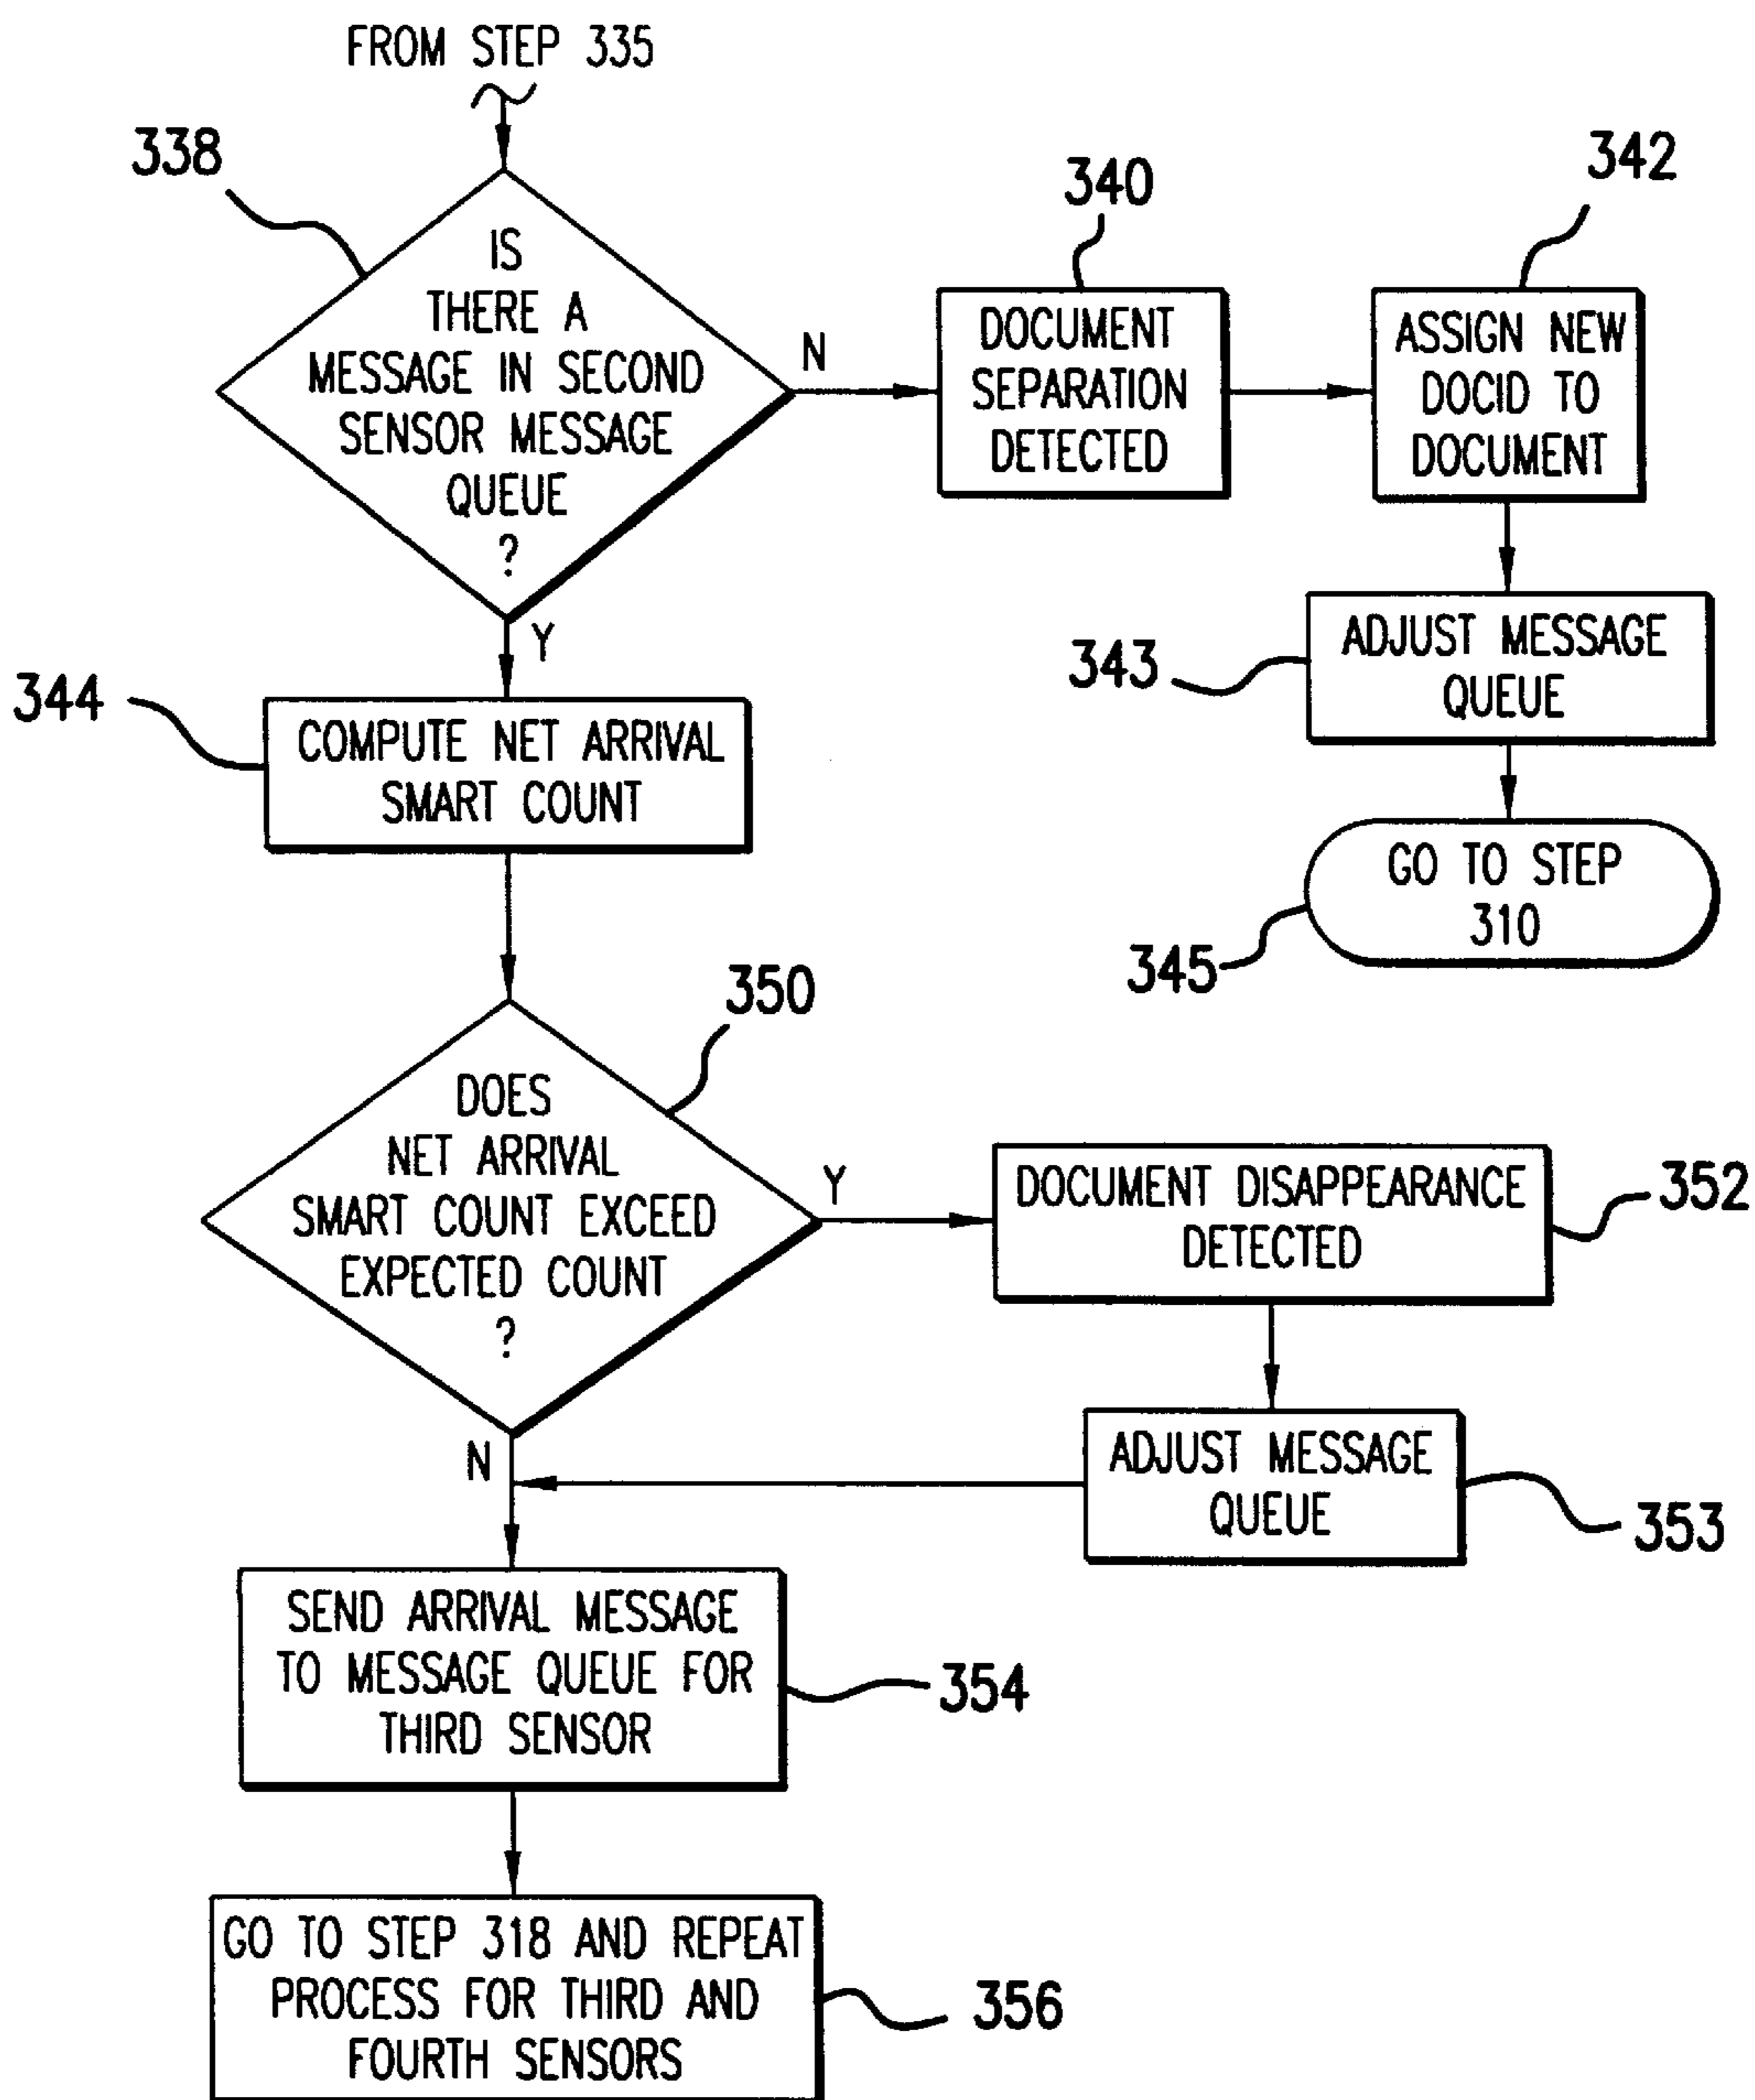 FROM STEP 335
338
IS
THERE A
MESSAGE IN SECOND
SENSOR MESSAGE
QUEUE
?
N
Y
340
DOCUMENT
SEPARATION
DETECTED
342
ASSIGN NEW
DOCID TO
DOCUMENT
343
ADJUST MESSAGE
QUEUE
345
GO TO STEP
310
344
COMPUTE NET ARRIVAL
SMART COUNT
350
DOES
NET ARRIVAL
SMART COUNT EXCEED
EXPECTED COUNT
?
Y
N
DOCUMENT DISAPPEARANCE
DETECTED
352
ADJUST MESSAGE
QUEUE
353
SEND ARRIVAL MESSAGE
TO MESSAGE QUEUE FOR
THIRD SENSOR
354
GO TO STEP 318 AND REPEAT
PROCESS FOR THIRD AND
FOURTH SENSORS
356